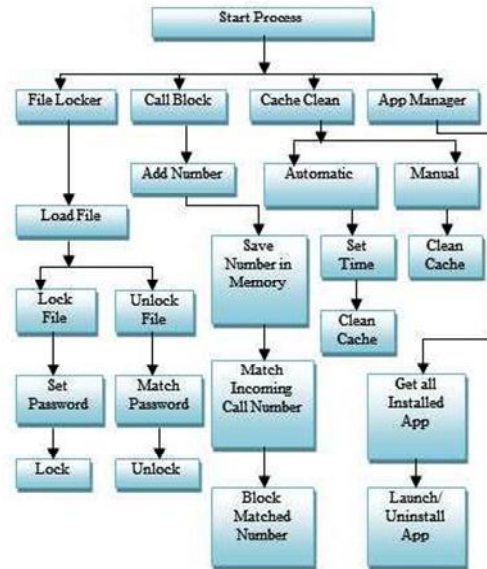 Start Process
File Locker
Call Block
Cache Clean
App Manager
Add Number
Automatic
Manual
Load File
Save
Number in
Memory
Set
Time
Clean
Cache
Lock
File
Unlock
File
Clean
Cache
Set
Password
Match
Password
Match
Incoming
Call Number
Get all
Installed
App
Lock
Unlock
Block
Matched
Number
Launch/
Uninstall
App